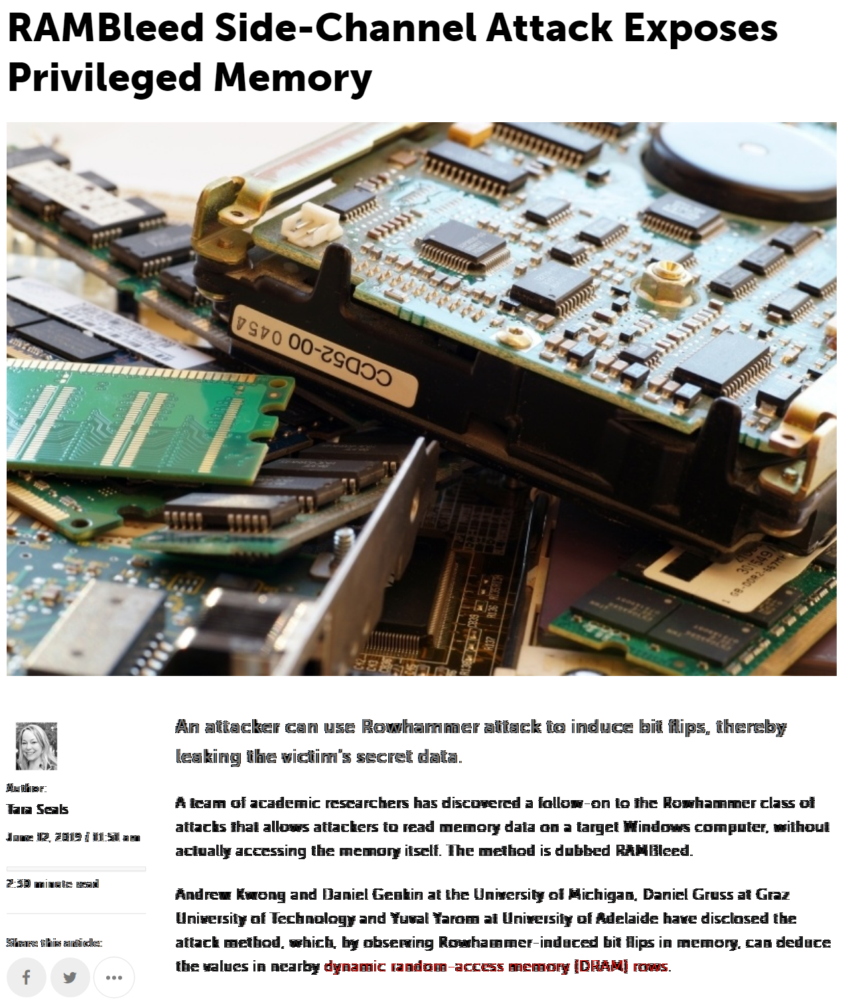 RAMBleed Side-Channel Attack Exposes
Privileged Memory
CCD52-00 0454
R136
R137
An attacker can use Rowhammer attack to induce bit flips, thereby
leaking the victim's secret data.
Author:
Tara Seals
June 12, 2019 / 11:51 am
2:30 minute read
Share this article:
A team of academic researchers has discovered a follow-on to the Rowhammer class of
attacks that allows attackers to read memory data on a target Windows computer, without
actually accessing the memory itself. The method is dubbed RAMBleed.
Andrew Kwong and Daniel Genkin at the University of Michigan, Daniel Gruss at Graz
University of Technology and Yuval Yarom at University of Adelaide have disclosed the
attack method, which, by observing Rowhammer-induced bit flips in memory, can deduce
the values in nearby dynamic random-access memory (DRAM) rows.